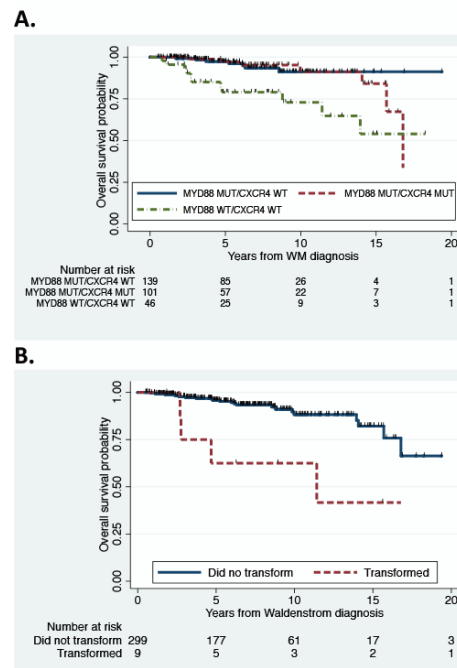 A.
Overall survival probability
0.00 0.25 0.50 0.75 1.00
MYD88 MUT/CXCR4 WT MYD88 MUT/CXCR4 MUT
MYD88 WT/CXCR4 WT
0 5 10 15 20
Years from WM diagnosis
Number at risk
MYD88 MUT/CXCR4 WT 139 85 26 4 1
MYD88 MUT/CXCR4 MUT 101 57 22 7 1
MYD88 WT/CXCR4 WT 46 25 9 3 1
B.
Overall survival probability
0.00 0.25 0.50 0.75 1.00
Did no transform Transformed
0 5 10 15 20
Years from Waldenstrom diagnosis
Number at risk
Did not transform 299 177 61 17 3
Transformed 9 5 3 2 1